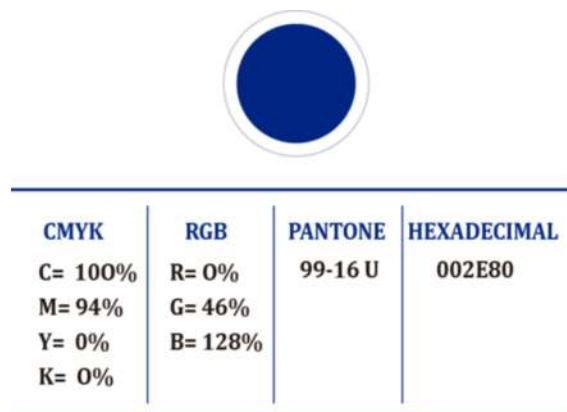 CMYK
C= 100%
M= 94%
Y= 0%
K= 0%
RGB
R= 0%
G= 46%
B= 128%
PANTONE
99-16 U
HEXADECIMAL
002E80